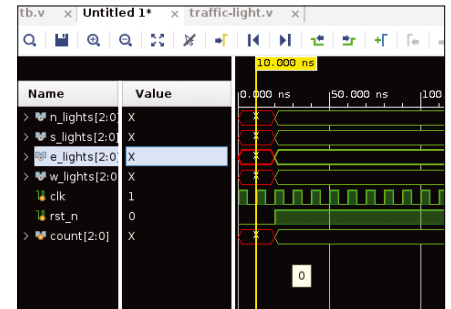 tb.v x Untitled 1* x traffic-light.v x
10.000 ns
Name Value
0.000 ns 50.000 ns 100
n_lights[2:0] X
s_lights[2:0] X
e_lights[2:0] X
w_lights[2:0 X
clk 1
rst_n 0
count[2:0] X
X
X
X
X
X
0